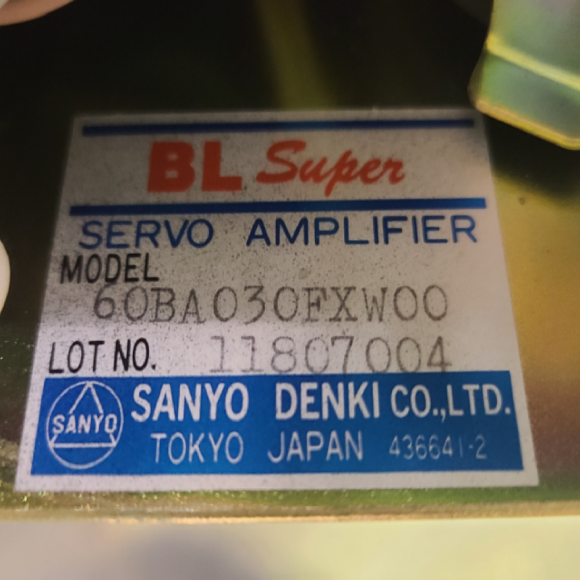 BL Super
SERVO AMPLIFIER
MODEL
60BA030FXW00
LOT NO. 11807004
SANYO
SANYO DENKI CO.,LTD.
TOKYO JAPAN 436641-2